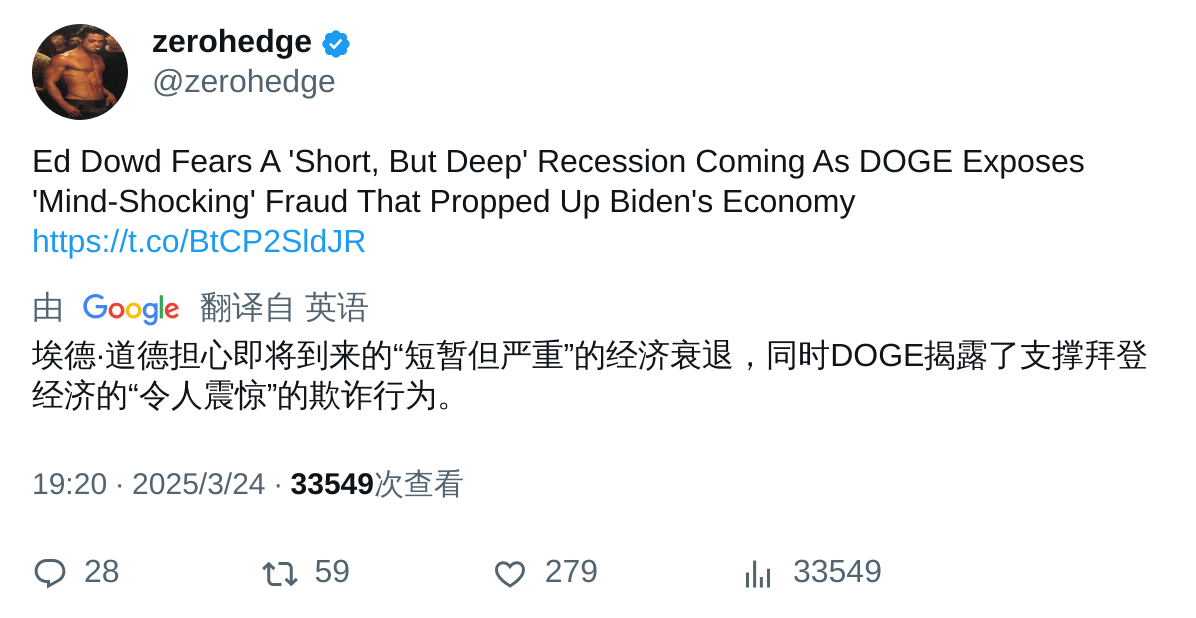 zerohedge
@zerohedge
Ed Dowd Fears A 'Short, But Deep' Recession Coming As DOGE Exposes
'Mind-Shocking' Fraud That Propped Up Biden's Economy
https://t.co/BtCP2SldJR
由 Google 翻译自 英语
埃德·道德担心即将到来的“短暂但严重”的经济衰退，同时DOGE揭露了支撑拜登
经济的“令人震惊”的欺诈行为。
19:20 · 2025/3/24 · 33549次查看
28 59 279 33549